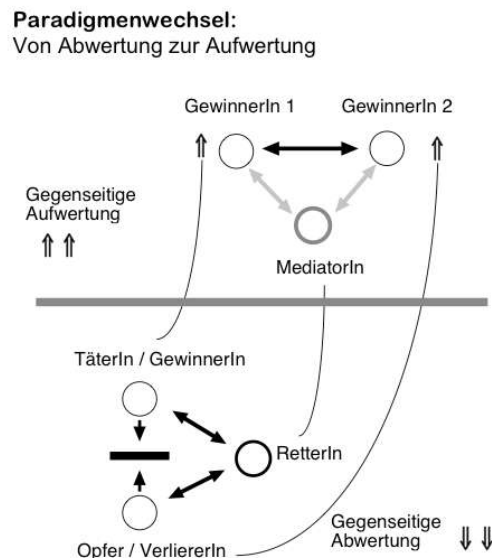 Paradigmenwechsel:
Von Abwertung zur Aufwertung
GewinnerIn 1
GewinnerIn 2
Gegenseitige
Aufwertung
MediatorIn
TäterIn / GewinnerIn
RetterIn
Opfer / VerliererIn
Gegenseitige
Abwertung